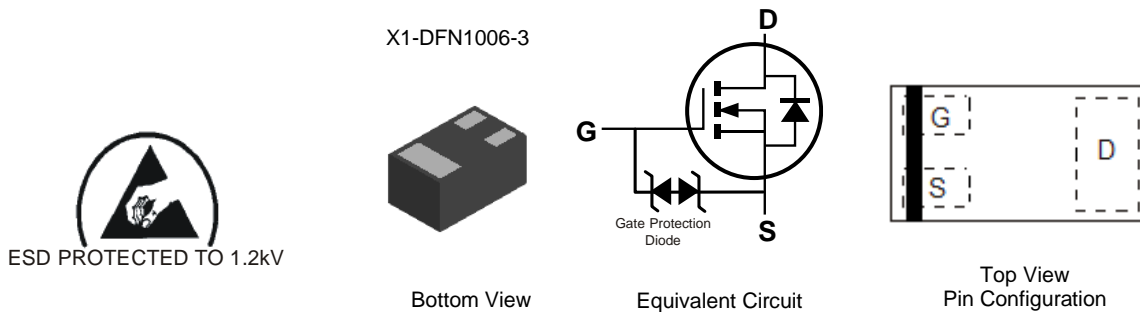 ESD PROTECTED TO 1.2kV
X1-DFN1006-3
Bottom View
D
G
S
Gate Protection
Diode
Equivalent Circuit
G
S
D
Top View
Pin Configuration